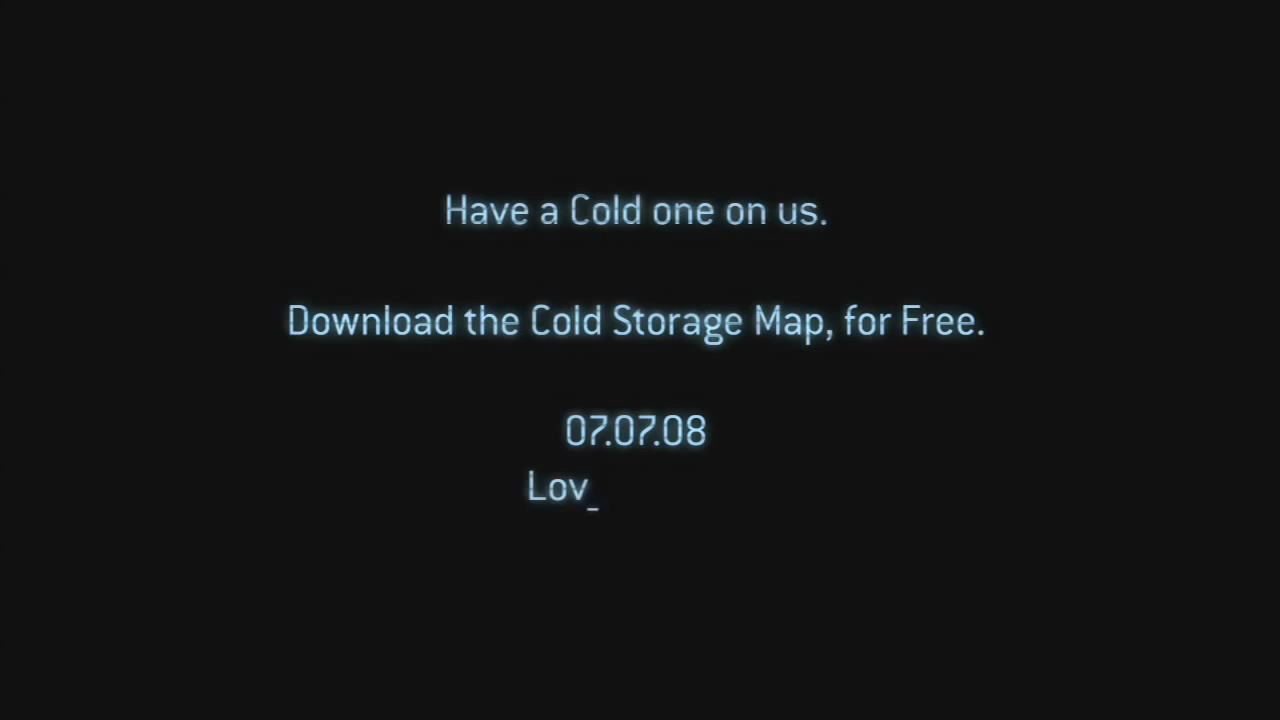 Have a Cold one on us.
Download the Cold Storage Map, for Free.
07.07.08
Lov_